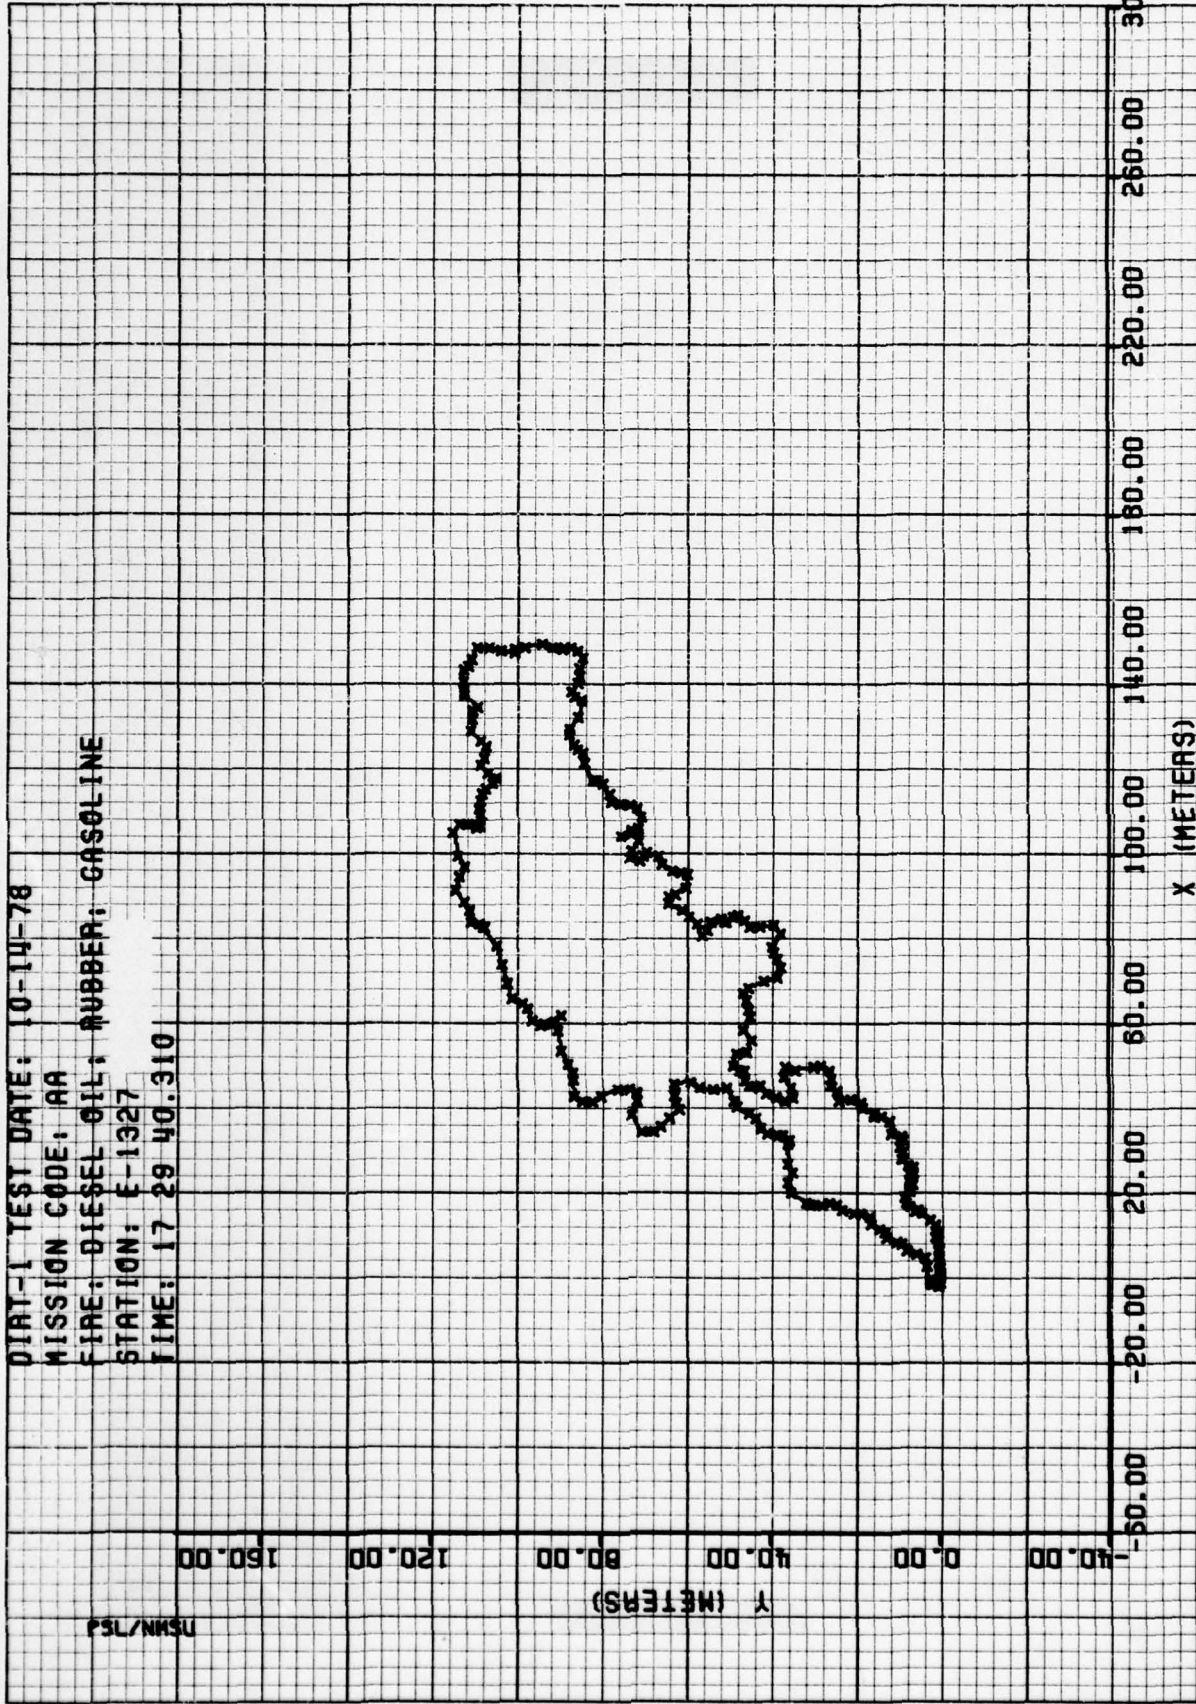 DIRT-1 TEST DATE: 10-14-78
MISSION CODE: AA
FIRE: DIESEL OIL; RUBBER; GASOLINE
STATION: E-1327
TIME: 17 29 40.310
PSL/NMSU
Y (METERS)
160.00
120.00
80.00
40.00
0.00
-40.00
-60.00
-20.00
20.00
60.00
100.00
140.00
180.00
220.00
260.00
30
X (METERS)